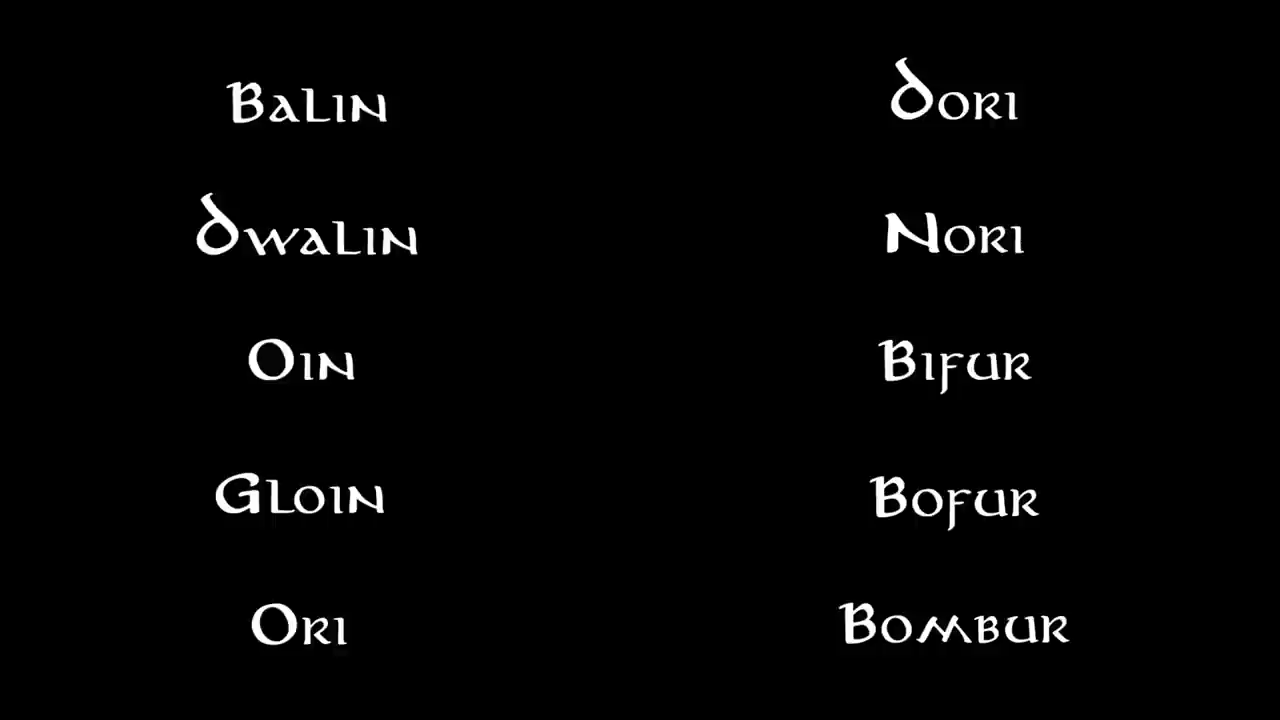 Balin
Dwalin
Oin
Gloin
Ori
Dori
Nori
Bifur
Bofur
Bombur